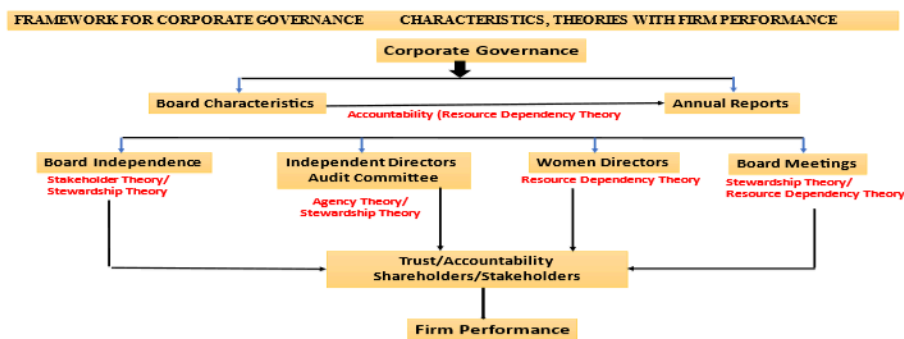 FRAMEWORK FOR CORPORATE GOVERNANCE CHARACTERISTICS, THEORIES WITH FIRM PERFORMANCE
Corporate Governance
Board Characteristics
Annual Reports
Accountability (Resource Dependency Theory
Board Independence
Stakeholder Theory/
Stewardship Theory
Independent Directors
Audit Committee
Agency Theory/
Stewardship Theory
Women Directors
Resource Dependency Theory
Board Meetings
Stewardship Theory/
Resource Dependency Theory
Trust/Accountability
Shareholders/Stakeholders
Firm Performance